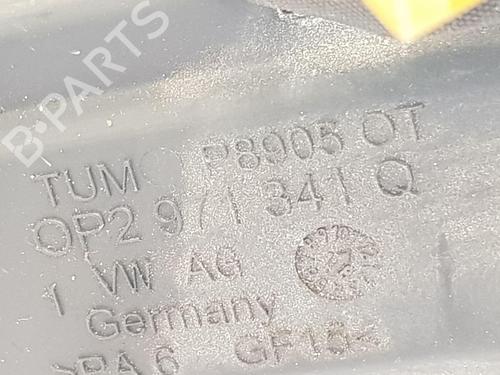 B-PARTS
TUM P8905 OT
OP2 971 341 Q
1 VW AG
Germany
>PA 6 GF15<